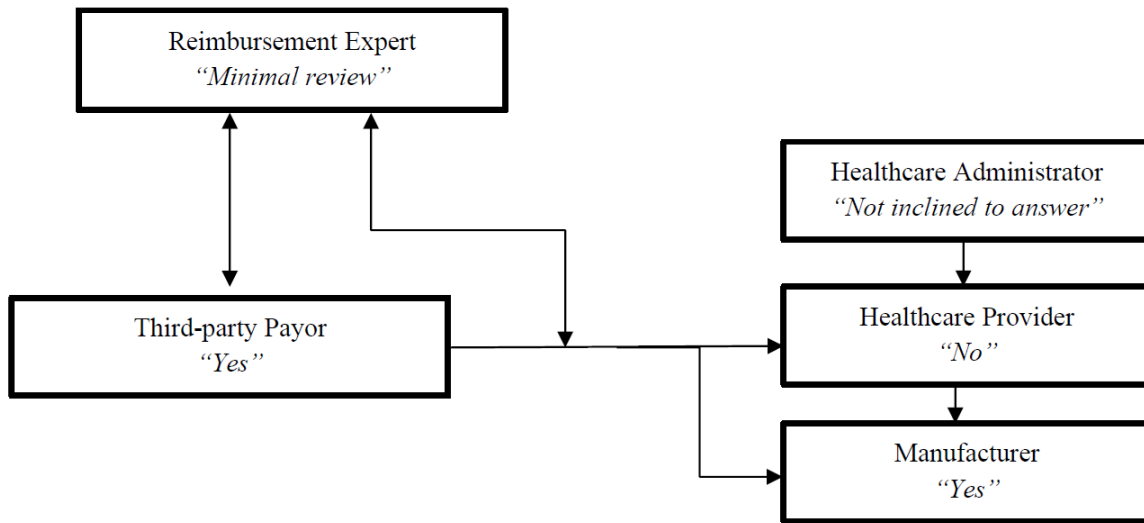 Reimbursement Expert
“Minimal review”
Healthcare Administrator
“Not inclined to answer”
Third-party Payor
“Yes”
Healthcare Provider
“No”
Manufacturer
“Yes”